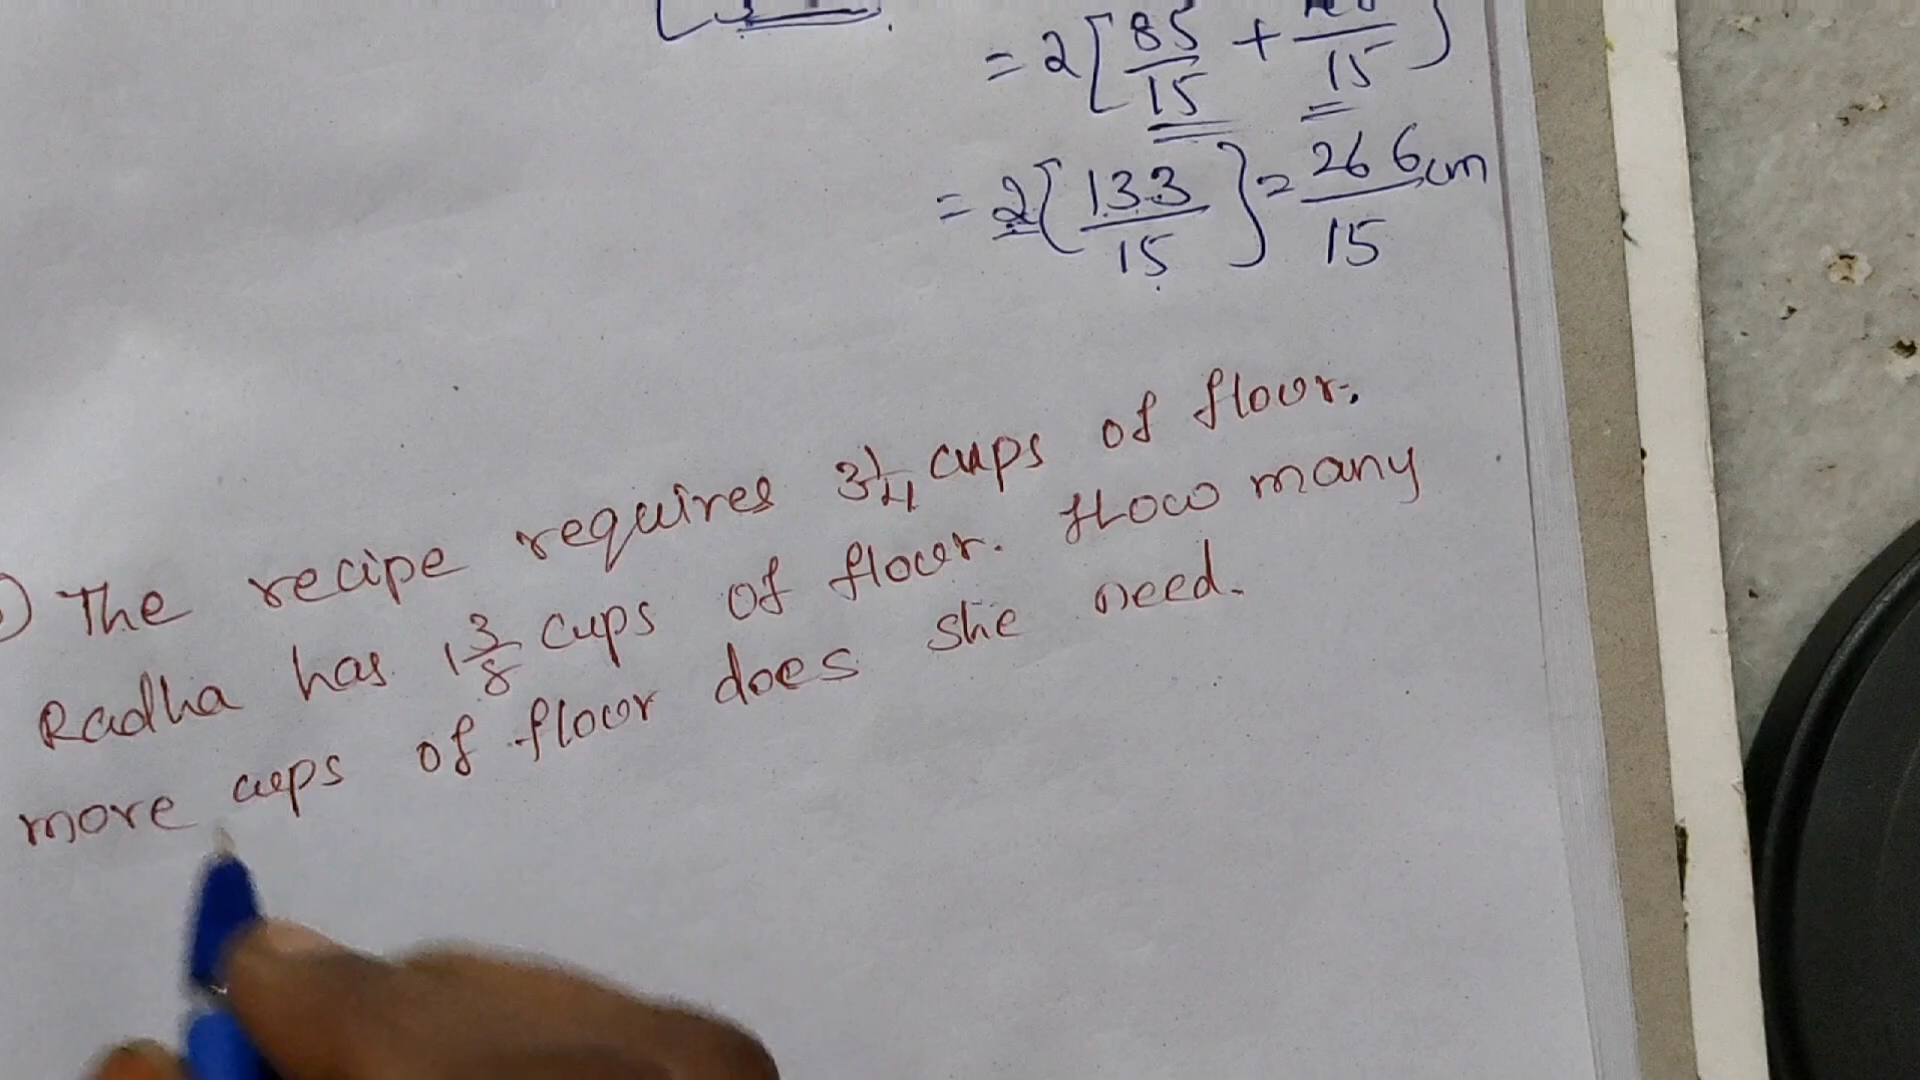 = 2[85/15 + /15]
= 2{133/15} = 266/15 cm
) The recipe requires 3 1/4 cups of flour.
Radha has 1 3/8 cups of flour. How many
more cups of flour does she need.